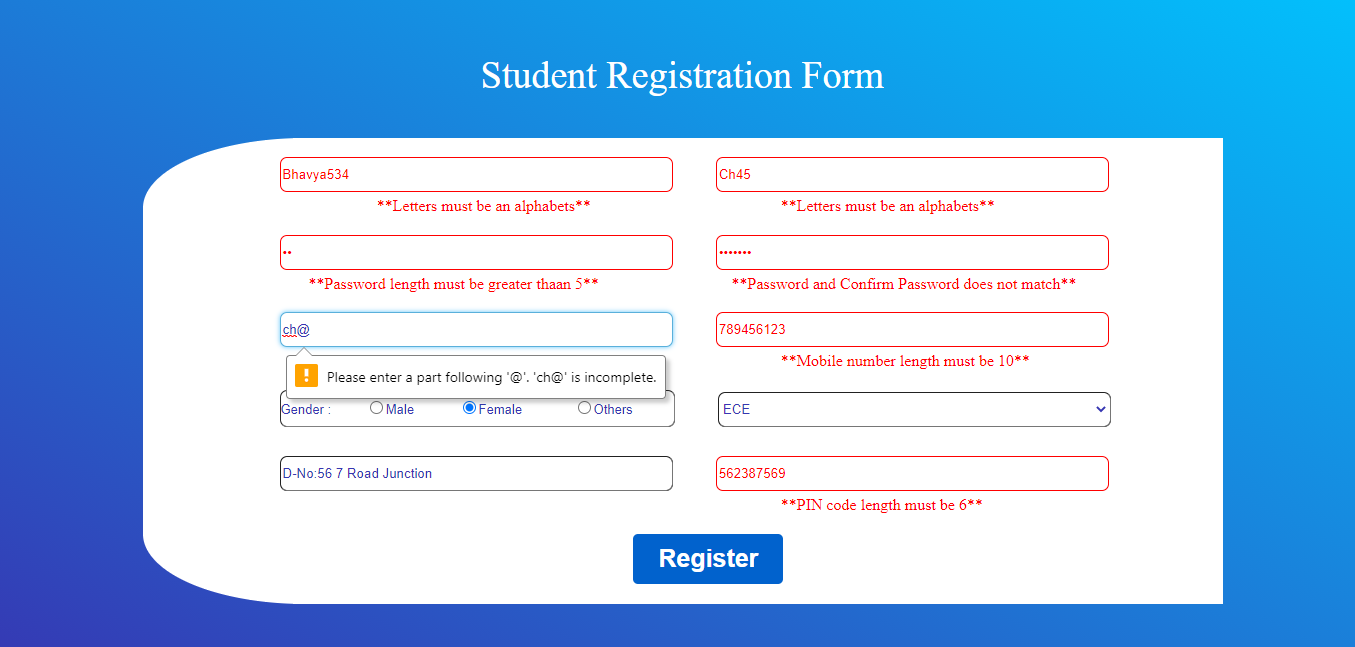 Student Registration Form
Bhavya534
Ch45
**Letters must be an alphabets**
**Letters must be an alphabets**
••
•••••••
**Password length must be greater thaan 5**
**Password and Confirm Password does not match**
ch@
789456123
**Mobile number length must be 10**
Please enter a part following '@'. 'ch@' is incomplete.
Gender : Male Female Others
ECE
D-No:56 7 Road Junction
562387569
**PIN code length must be 6**
Register